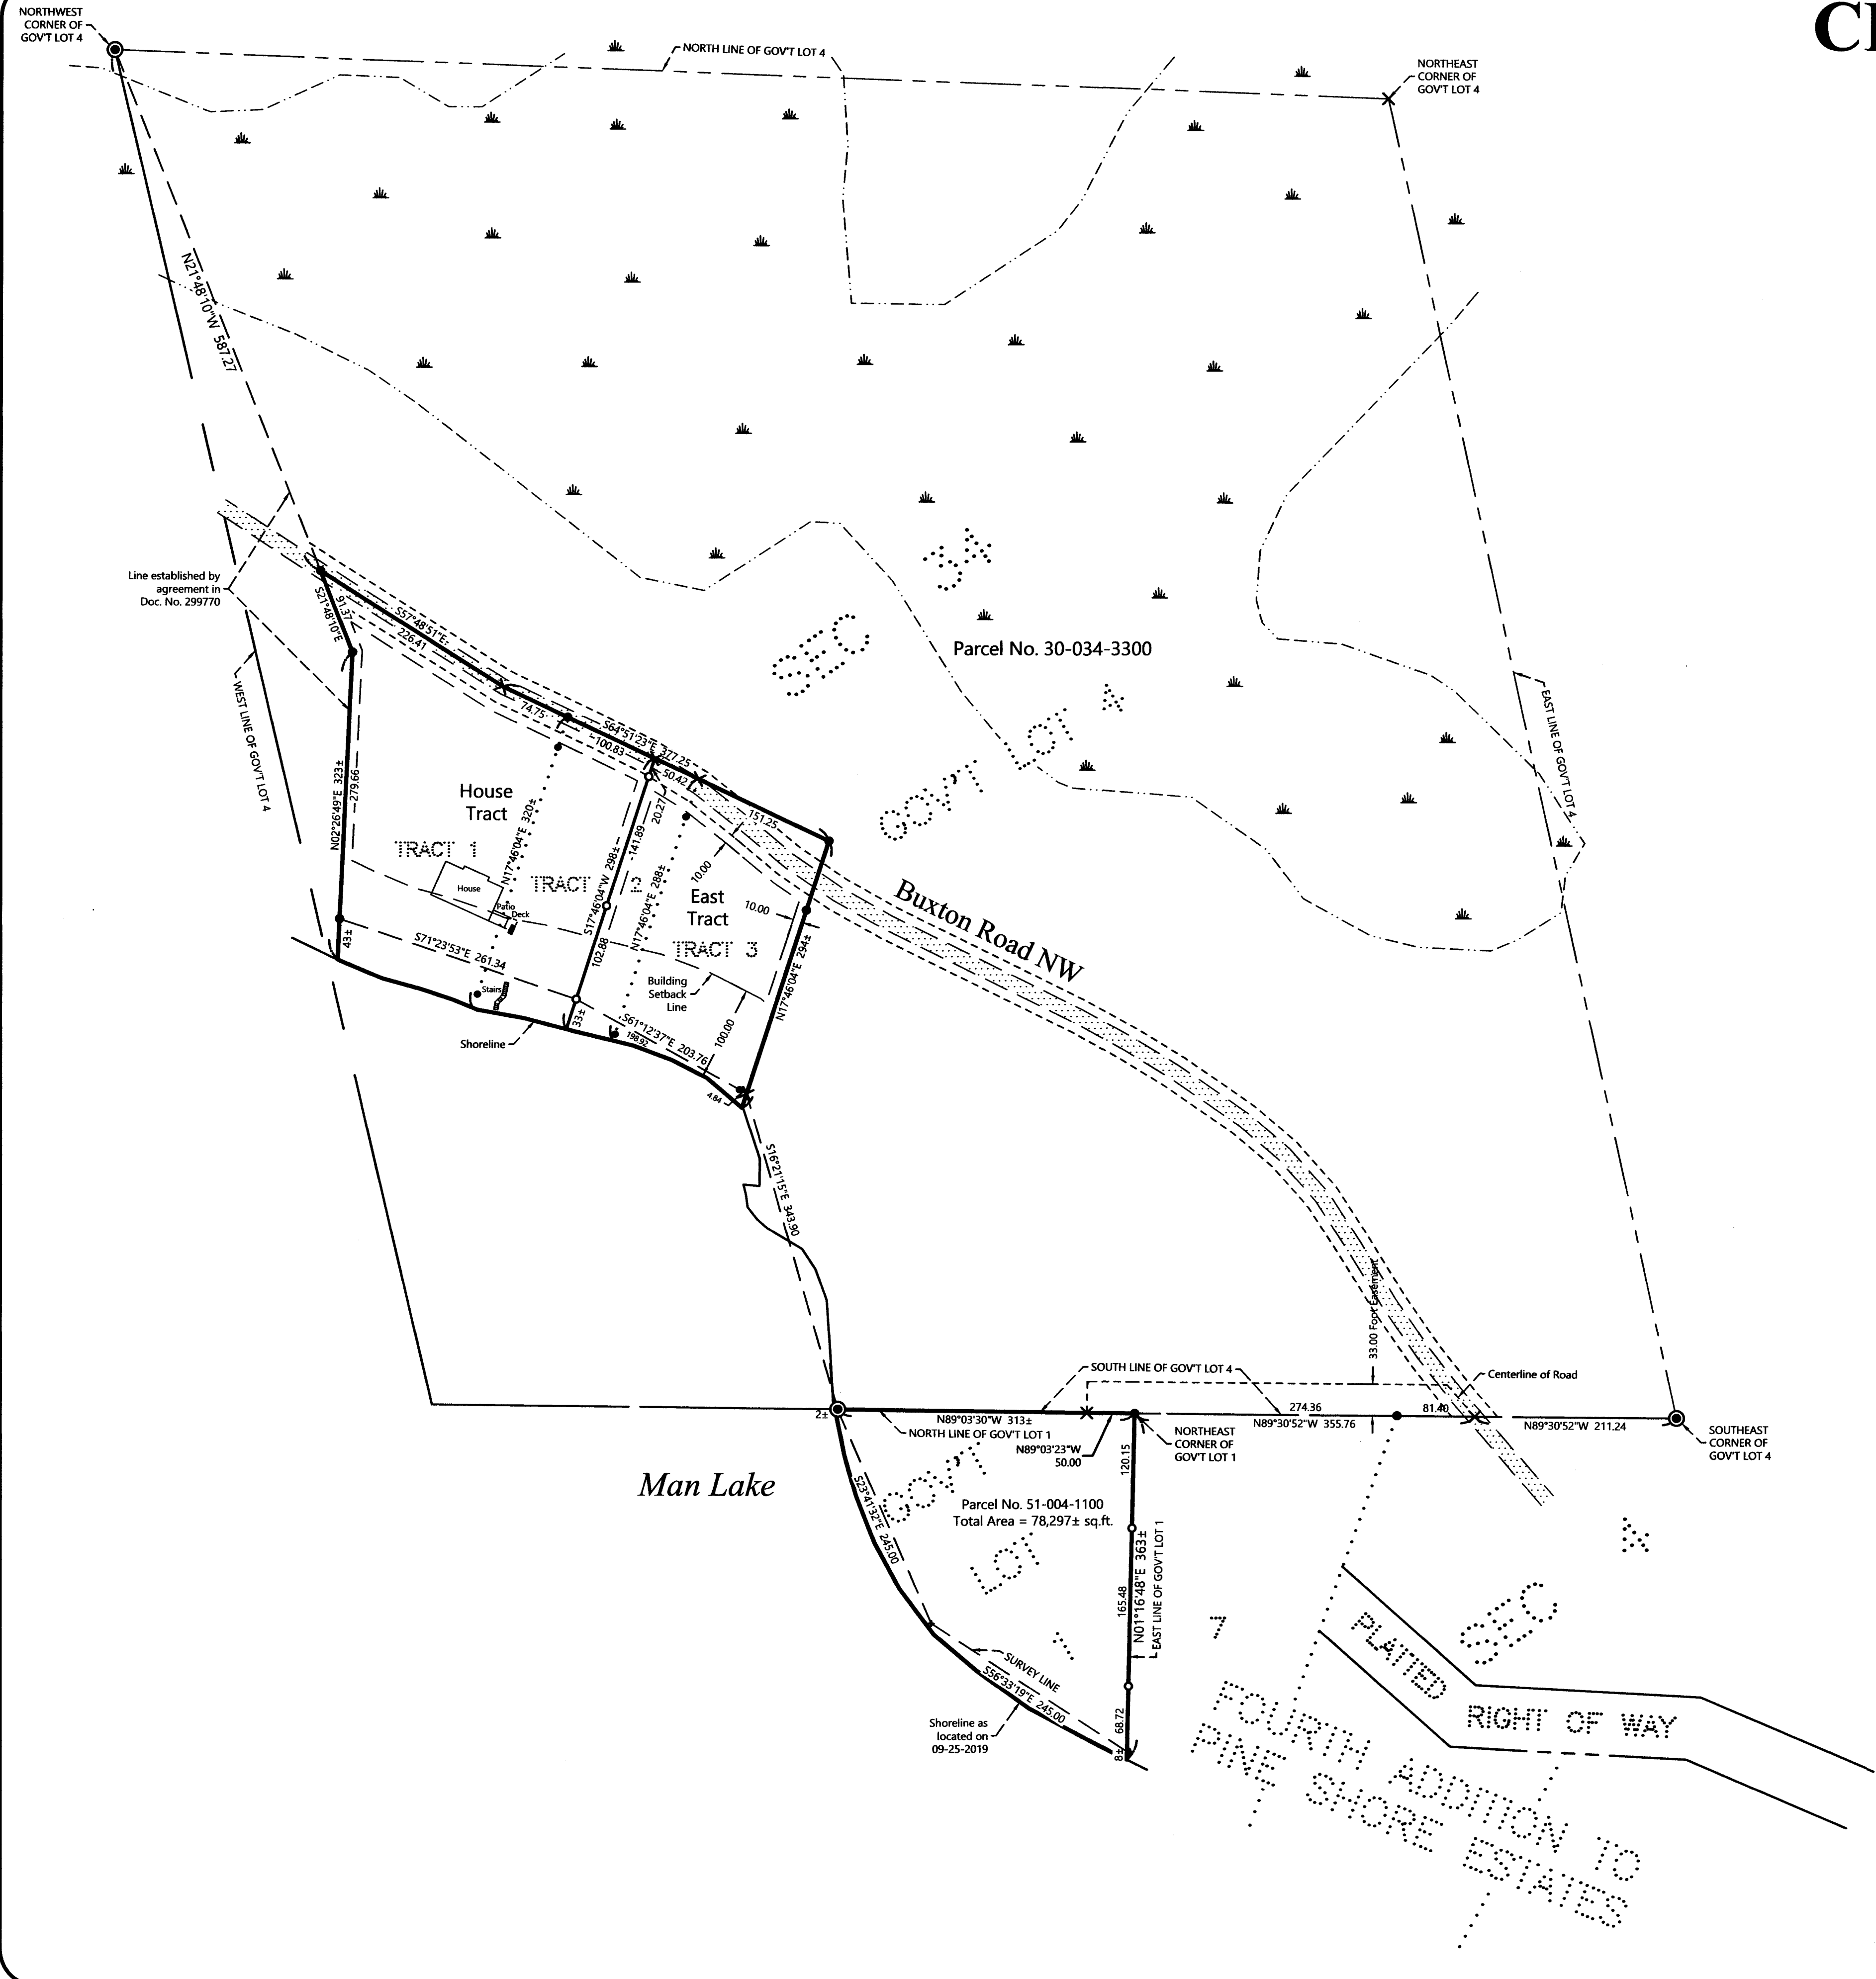 NORTHWEST
CORNER OF
GOV'T LOT 4
NORTH LINE OF GOV'T LOT 4
NORTHEAST
CORNER OF
GOV'T LOT 4
N21°48'10"W 587.27
Line established by
agreement in
Doc. No. 299770
WEST LINE OF GOV'T LOT 4
EAST LINE OF GOV'T LOT 4
SEC 34
Parcel No. 30-034-3300
GOV'T LOT 4
S21°48'10"E
91.37
S57°48'51"E
226.41
74.75
S64°51'23"E 377.25
100.83
50.42
151.25
N02°26'49"E 323±
279.66
43±
House
Tract
TRACT 1
House
Patio
Deck
N17°46'04"E 320±
TRACT 2
S17°46'04"W 298±
141.89
20.27
102.88
33±
N17°46'04"E 288±
East
Tract
TRACT 3
10.00
10.00
N17°46'04"E 294±
Building
Setback
Line
100.00
S71°23'53"E 261.34
Stairs
Shoreline
S61°12'37"E 203.76
198.92
4.84
Buxton Road NW
S16°21'15"E 343.90
33.00 Foot Easement
Centerline of Road
SOUTH LINE OF GOV'T LOT 4
2±
N89°03'30"W 313±
NORTH LINE OF GOV'T LOT 1
N89°03'23"W
50.00
NORTHEAST
CORNER OF
GOV'T LOT 1
274.36
81.40
N89°30'52"W 355.76
N89°30'52"W 211.24
SOUTHEAST
CORNER OF
GOV'T LOT 4
Man Lake
GOV'T LOT 1
Parcel No. 51-004-1100
Total Area = 78,297± sq.ft.
S23°41'32"E 245.00
120.15
165.48
N01°16'48"E 363±
EAST LINE OF GOV'T LOT 1
68.72
8±
SURVEY LINE
S56°33'19"E 245.00
Shoreline as
located on
09-25-2019
7
SEC 4
PLATTED RIGHT OF WAY
FOURTH ADDITION TO
PINE SHORE ESTATES